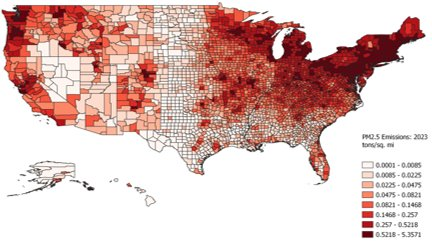 PM2.5 Emissions: 2023
tons/sq. mi
0.0001 - 0.0085
0.0085 - 0.0225
0.0225 - 0.0475
0.0475 - 0.0821
0.0821 - 0.1468
0.1468 - 0.257
0.257 - 0.5218
0.5218 - 5.3571